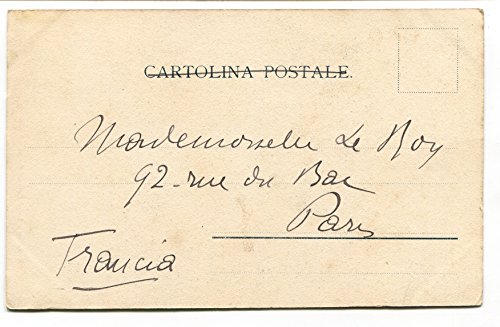 CARTOLINA POSTALE.
Mademoiselle Le Roy
92 - rue du Bac
Paris
Francia